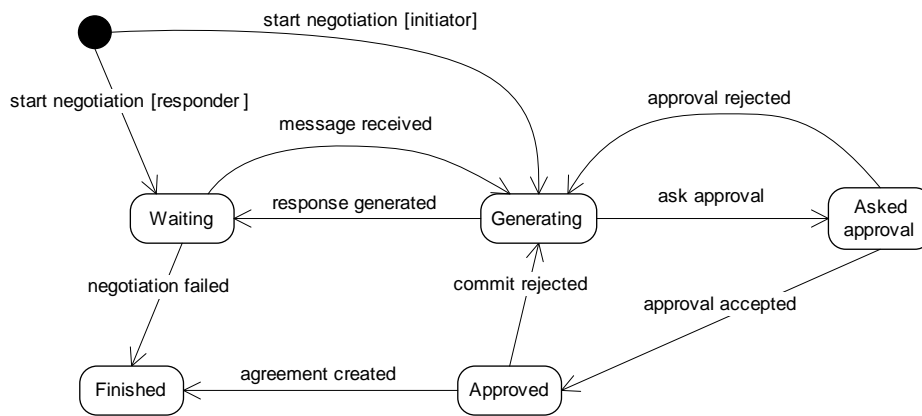 start negotiation [initiator]
start negotiation [responder]
approval rejected
message received
Waiting
response generated
Generating
ask approval
Asked
approval
negotiation failed
commit rejected
approval accepted
Finished
agreement created
Approved